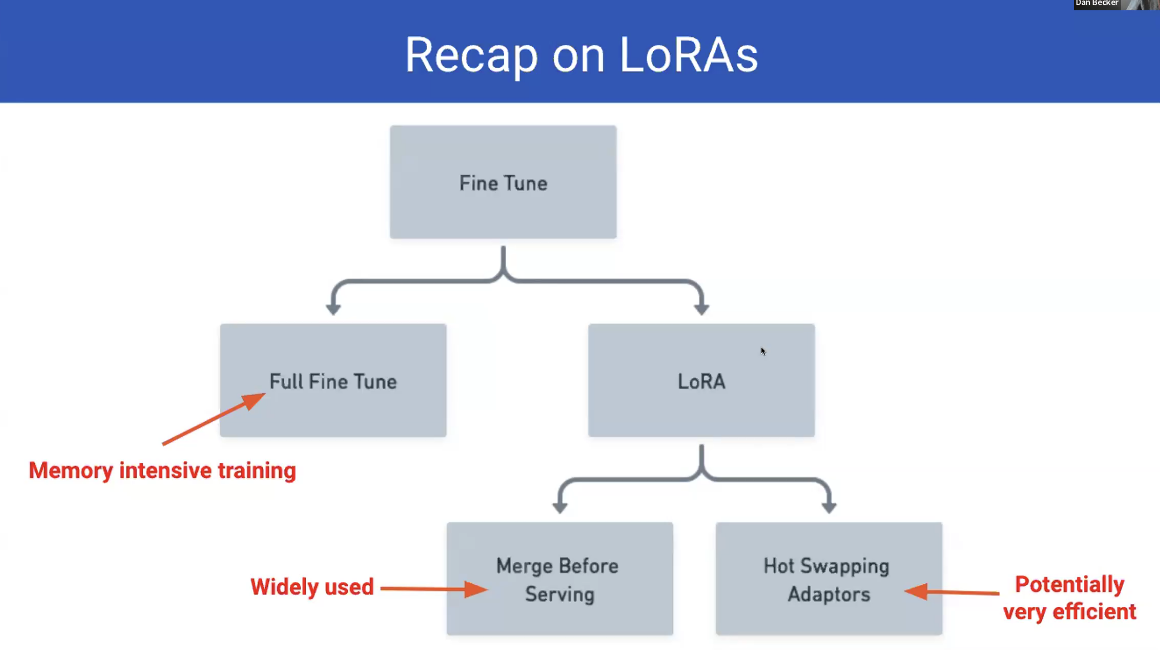 Dan Becker
Recap on LoRAs
Fine Tune
Full Fine Tune
LoRA
Memory intensive training
Merge Before
Serving
Hot Swapping
Adaptors
Widely used
Potentially
very efficient